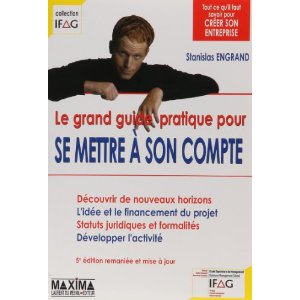 collection
IFAG
Tout ce qu'il faut
savoir pour
CRÉER SON
ENTREPRISE
Stanislas ENGRAND
Le grand guide pratique pour
SE METTRE À SON COMPTE
Découvrir de nouveaux horizons
L'idée et le financement du projet
Statuts juridiques et formalités
Développer l'activité
5e édition remaniée et mise à jour
MAXIMA
IFAG